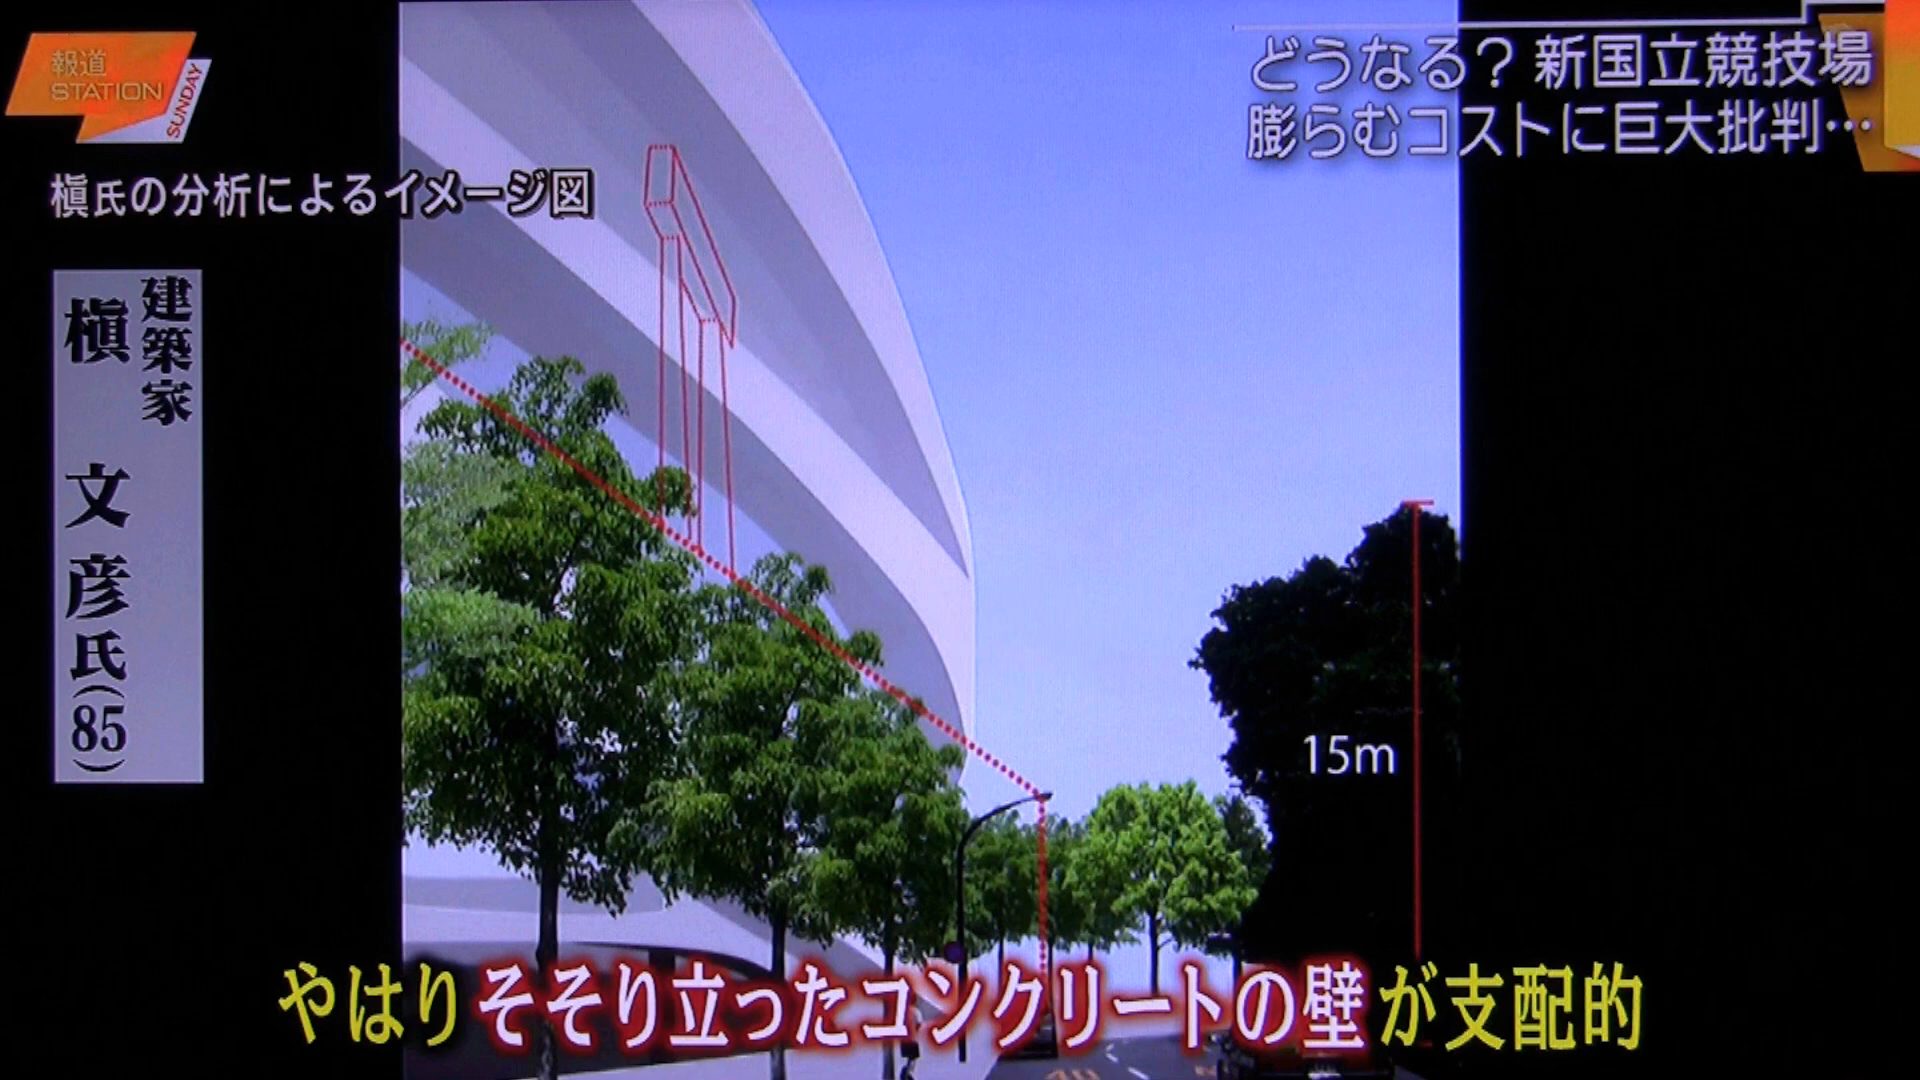 報道
STATION
SUNDAY
どうなる?新国立競技場
膨らむコストに巨大批判…
槇氏の分析によるイメージ図
建築家
槇 文彦氏(85)
15m
やはりそそり立ったコンクリートの壁が支配的